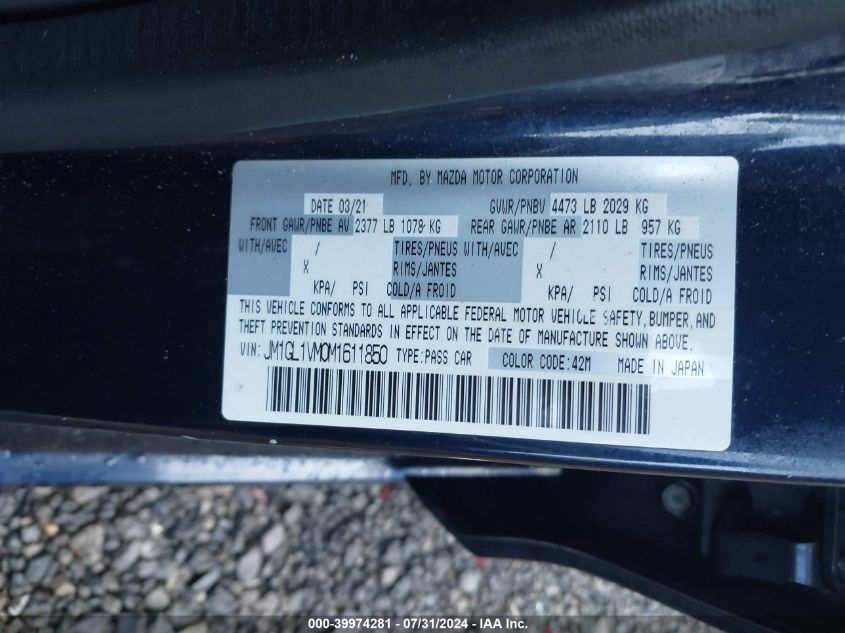 MFD. BY MAZDA MOTOR CORPORATION
DATE 03/21 GVWR/PNBV 4473 LB 2029 KG
FRONT GAWR/PNBE AV 2377 LB 1078 KG REAR GAWR/PNBE AR 2110 LB 957 KG
WITH/AVEC / TIRES/PNEUS WITH/AVEC / TIRES/PNEUS
X RIMS/JANTES X RIMS/JANTES
KPA/ PSI COLD/A FROID KPA/ PSI COLD/A FROID
THIS VEHICLE CONFORMS TO ALL APPLICABLE FEDERAL MOTOR VEHICLE SAFETY, BUMPER, AND
THEFT PREVENTION STANDARDS IN EFFECT ON THE DATE OF MANUFACTURE SHOWN ABOVE.
VIN: JM1GL1VM0M1611850 TYPE:PASS CAR COLOR CODE:42M MADE IN JAPAN
000-39974281 - 07/31/2024 - IAA Inc.